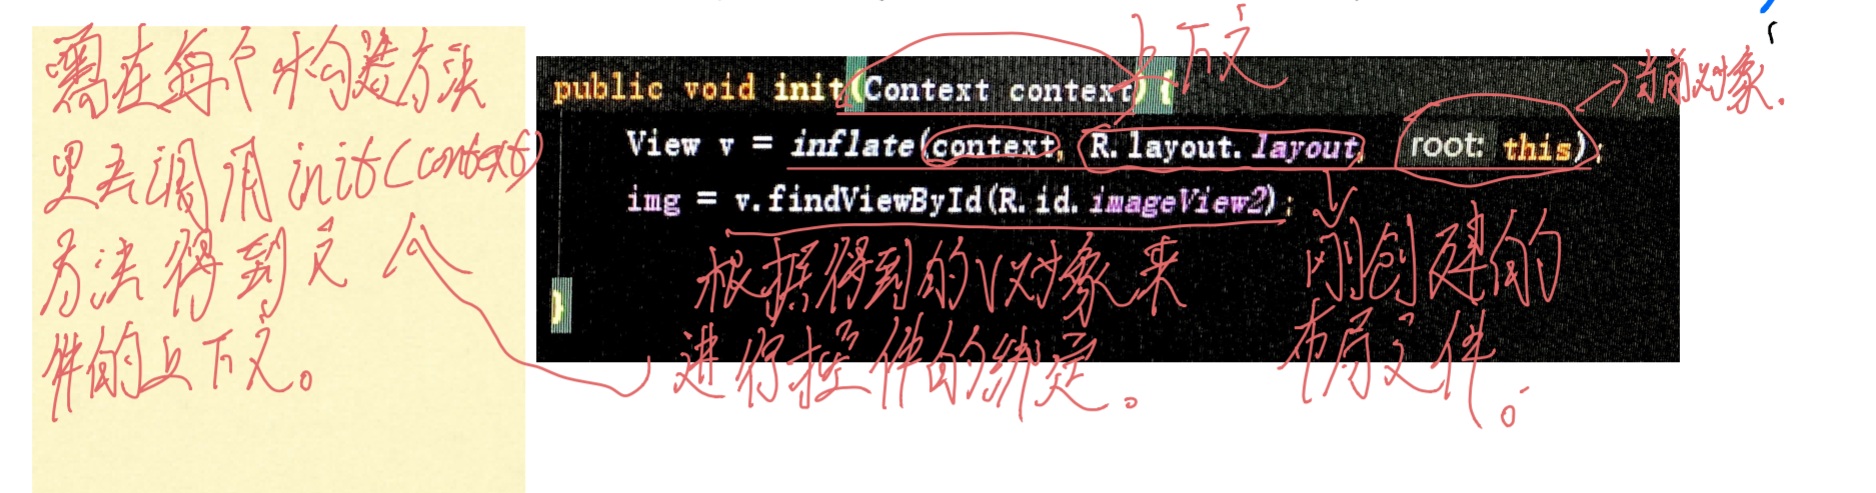 需在每个构造方法
里去调用init(context)
方法得到文
件的上下文。
上下文
当前对象.
public void init(Context context){
View v = inflate(context, R.layout.layout, root: this);
img = v.findViewById(R.id.imageView2);
}
根据得到的V对象来
进行控件的绑定。
刚创建的
布局文件。